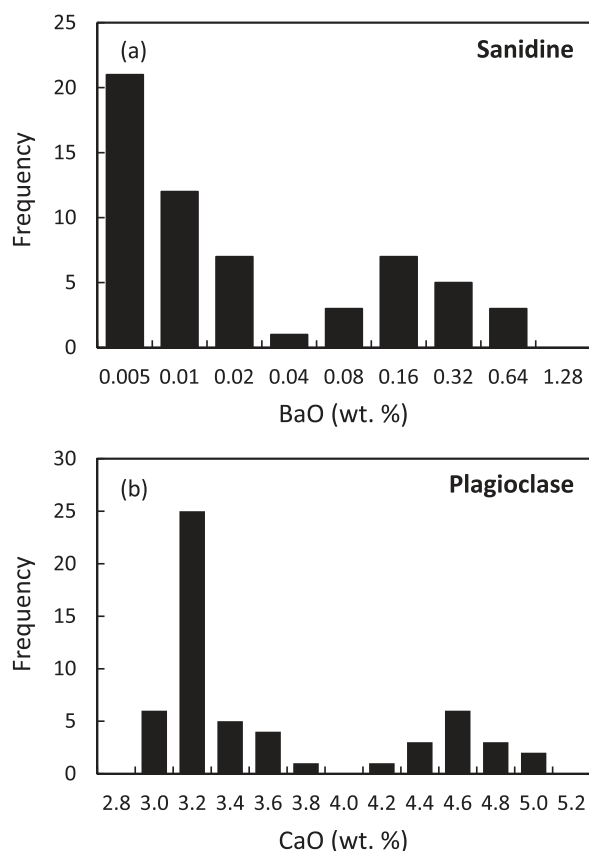 (a)
Sanidine
25
20
15
10
5
0
Frequency
0.005 0.01 0.02 0.04 0.08 0.16 0.32 0.64 1.28
BaO (wt. %)
(b)
Plagioclase
30
25
20
15
10
5
0
Frequency
2.8 3.0 3.2 3.4 3.6 3.8 4.0 4.2 4.4 4.6 4.8 5.0 5.2
CaO (wt. %)